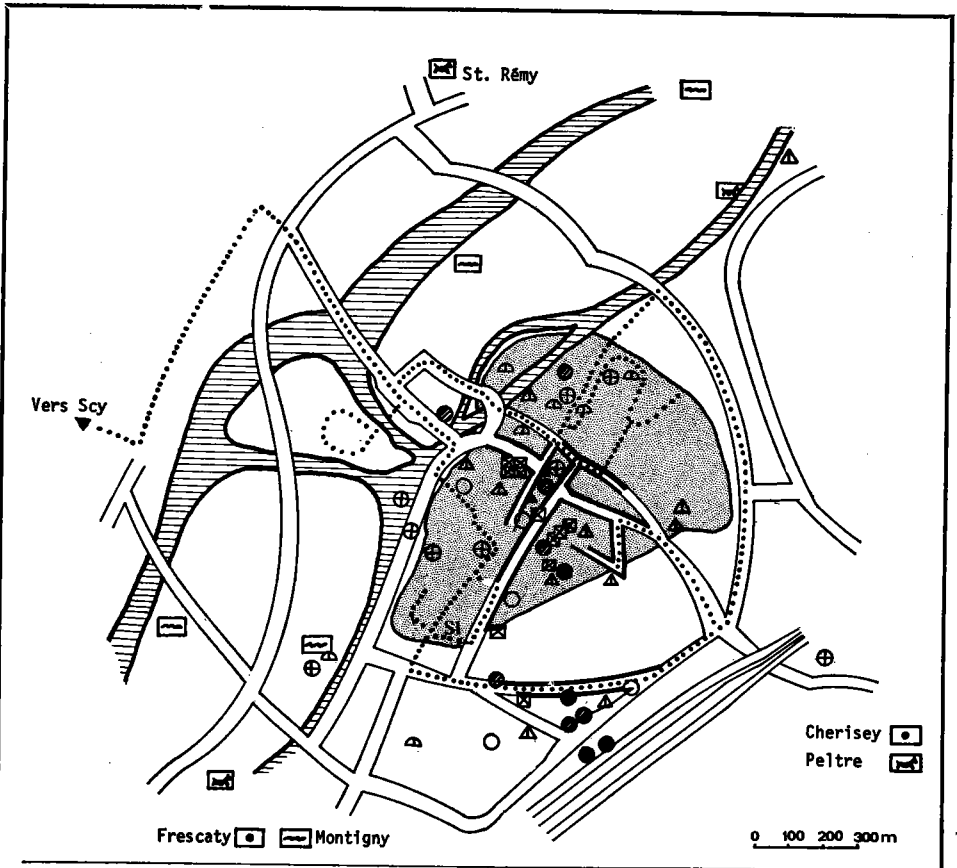 St. Rémy
Vers Scy
Cherisey
Peltre
Frescaty
Montigny
0 100 200 300m